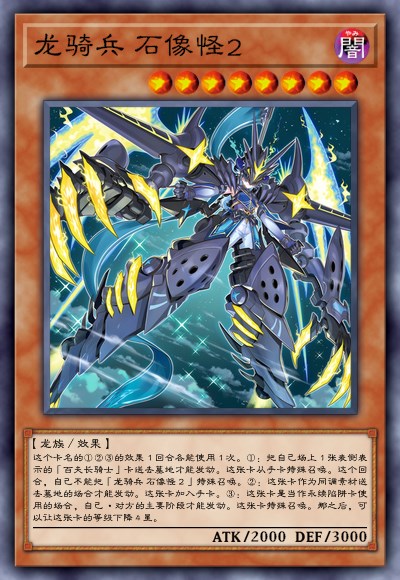 龙骑兵 石像怪2
やみ
闇
【龙族／效果】
这个卡名的①②③的效果1回合各能使用1次。①：把自己场上1张表侧表
示的「百夫长骑士」卡送去墓地才能发动。这张卡从手卡特殊召唤。这个回
合，自己不能把「龙骑兵 石像怪2」特殊召唤。②：这张卡作为同调素材送
去墓地的场合才能发动。这张卡加入手卡。③：这张卡是当作永续陷阱卡使
用的场合，自己·对方的主要阶段才能发动。这张卡特殊召唤。那之后，可
以让这张卡的等级下降4星。
ATK/2000 DEF/3000